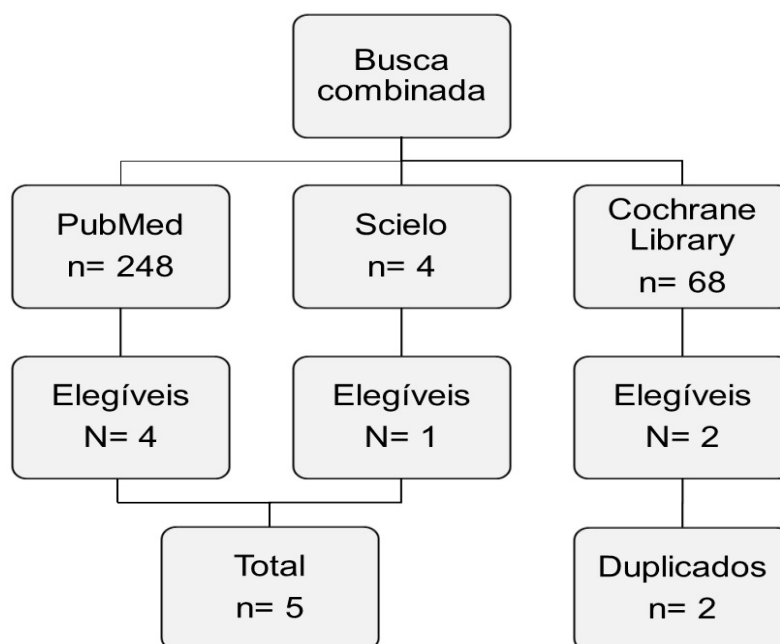 Busca
combinada
PubMed
n= 248
Scielo
n= 4
Cochrane
Library
n= 68
Elegíveis
N= 4
Elegíveis
N= 1
Elegíveis
N= 2
Total
n= 5
Duplicados
n= 2